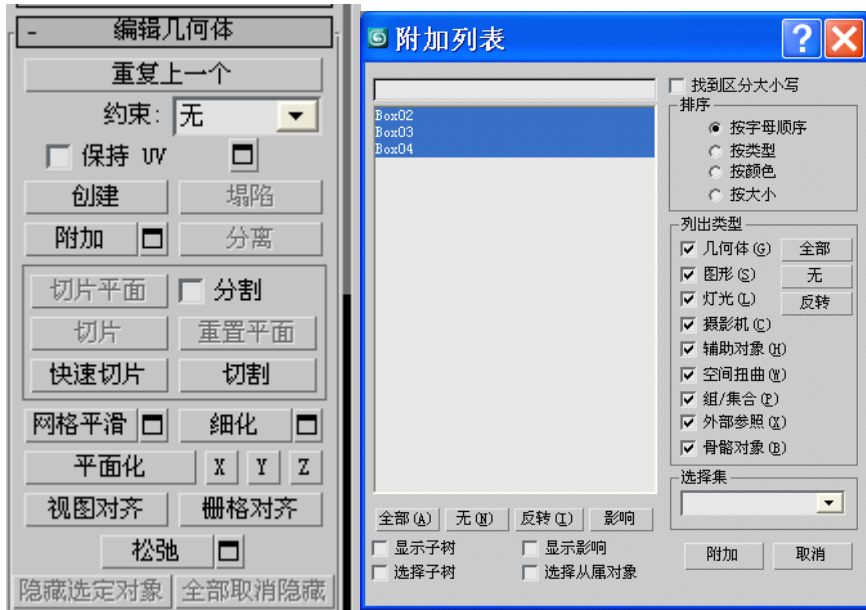 - 编辑几何体
重复上一个
约束: 无
保持 UV
创建 塌陷
附加 分离
切片平面 分割
切片 重置平面
快速切片 切割
网格平滑 细化
平面化 X Y Z
视图对齐 栅格对齐
松弛
隐藏选定对象 全部取消隐藏
附加列表
Box02
Box03
Box04
找到区分大小写
排序
按字母顺序
按类型
按颜色
按大小
列出类型
几何体(G) 全部
图形(S) 无
灯光(L) 反转
摄影机(C)
辅助对象(H)
空间扭曲(W)
组/集合(P)
外部参照(X)
骨骼对象(B)
选择集
全部(A) 无(N) 反转(I) 影响
显示子树 显示影响
选择子树 选择从属对象
附加 取消